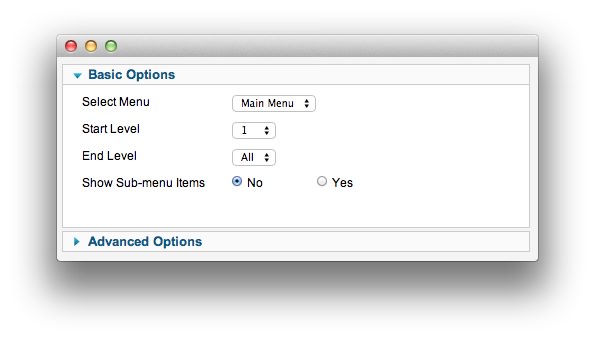 Basic Options
Select Menu Main Menu
Start Level 1
End Level All
Show Sub-menu Items No Yes
Advanced Options